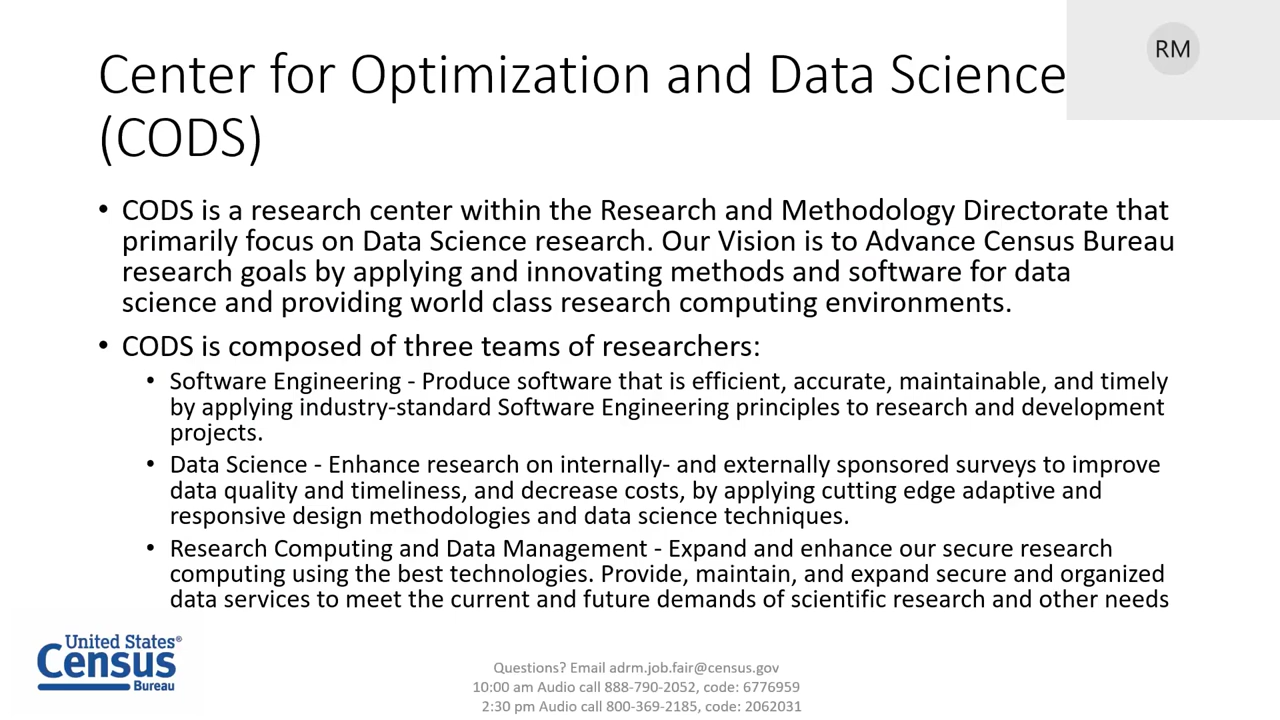 RM
Center for Optimization and Data Science
(CODS)
• CODS is a research center within the Research and Methodology Directorate that
primarily focus on Data Science research. Our Vision is to Advance Census Bureau
research goals by applying and innovating methods and software for data
science and providing world class research computing environments.
• CODS is composed of three teams of researchers:
• Software Engineering - Produce software that is efficient, accurate, maintainable, and timely
by applying industry-standard Software Engineering principles to research and development
projects.
• Data Science - Enhance research on internally- and externally sponsored surveys to improve
data quality and timeliness, and decrease costs, by applying cutting edge adaptive and
responsive design methodologies and data science techniques.
• Research Computing and Data Management - Expand and enhance our secure research
computing using the best technologies. Provide, maintain, and expand secure and organized
data services to meet the current and future demands of scientific research and other needs
United States®
Census
Bureau
Questions? Email adrm.job.fair@census.gov
10:00 am Audio call 888-790-2052, code: 6776959
2:30 pm Audio call 800-369-2185, code: 2062031